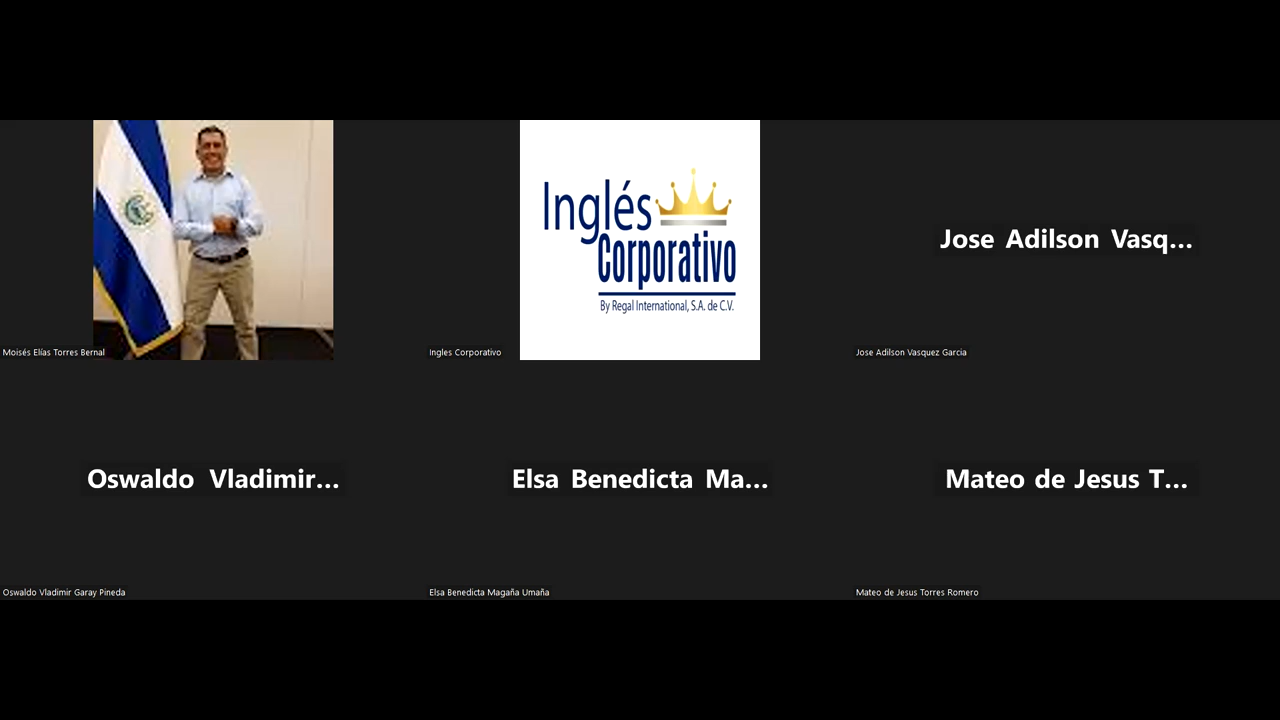 Moisés Elías Torres Bernal
Inglés
Corporativo
By Regal International, S.A. de C.V.
Ingles Corporativo
Jose Adilson Vasq...
Jose Adilson Vasquez Garcia
Oswaldo Vladimir...
Oswaldo Vladimir Garay Pineda
Elsa Benedicta Ma...
Elsa Benedicta Magaña Umaña
Mateo de Jesus T...
Mateo de Jesus Torres Romero